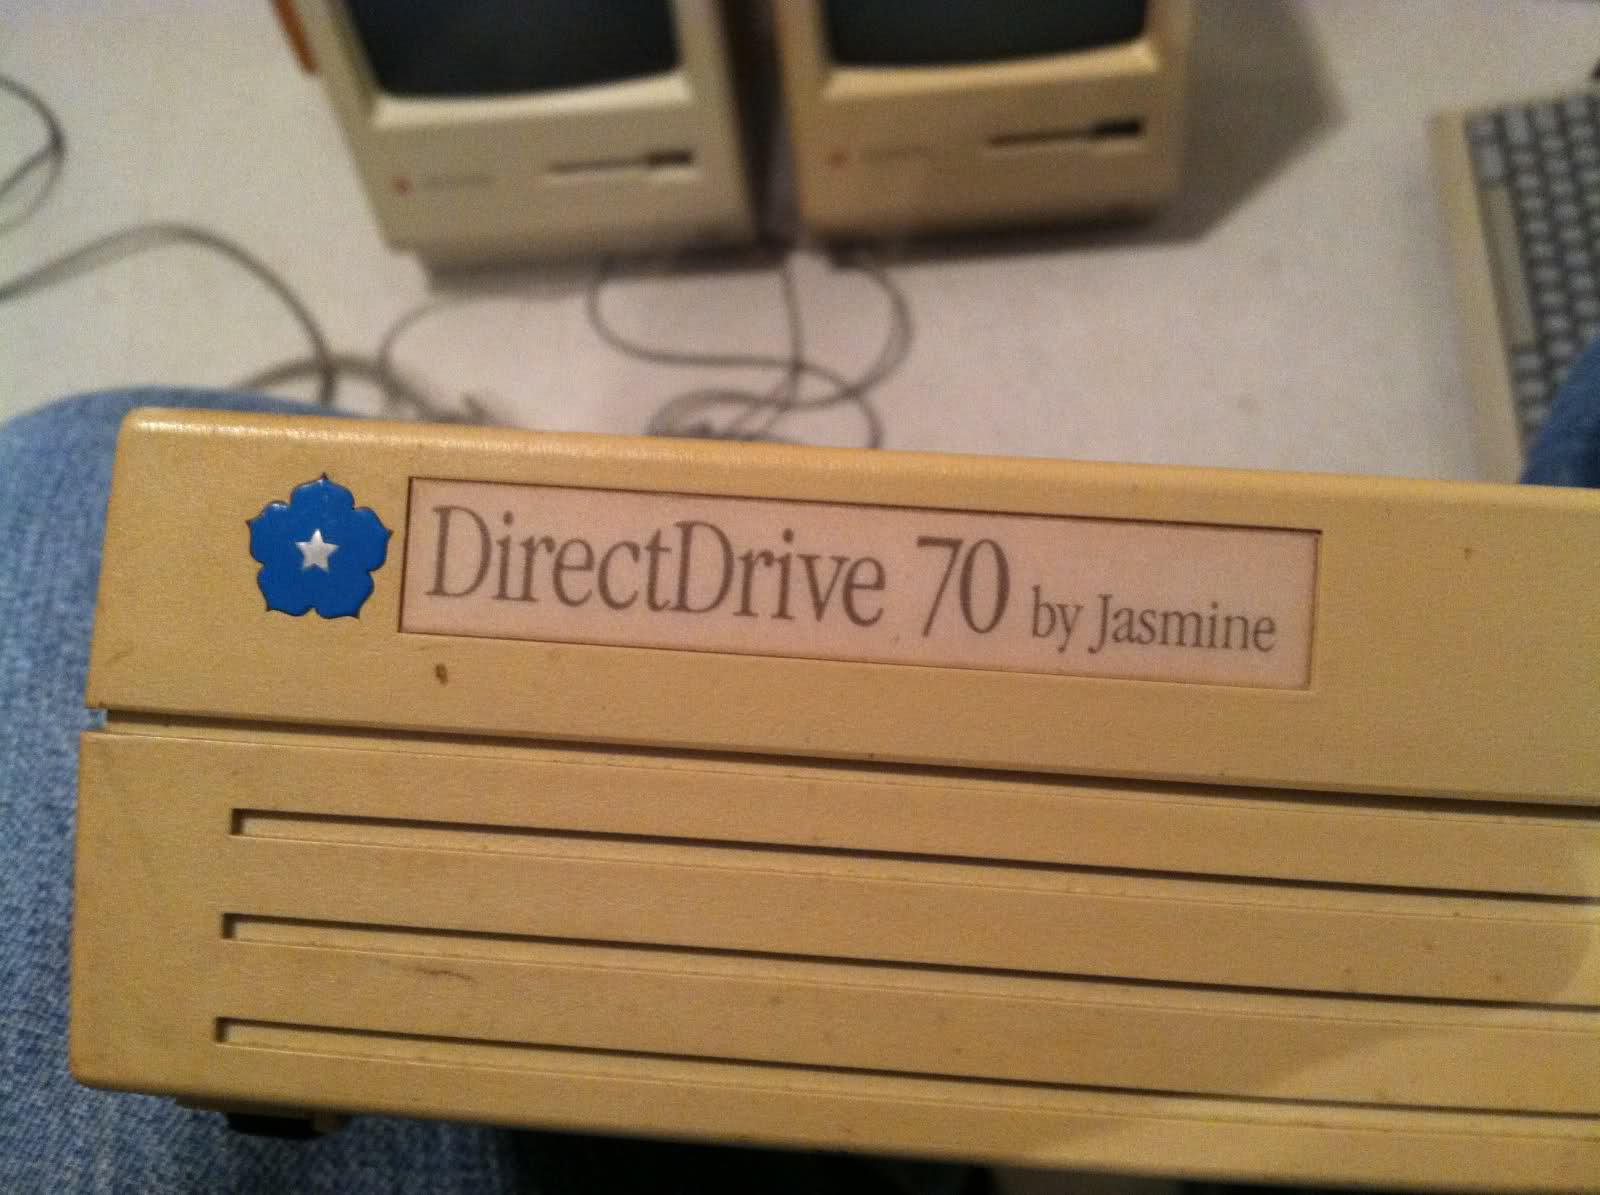 DirectDrive 70 by Jasmine